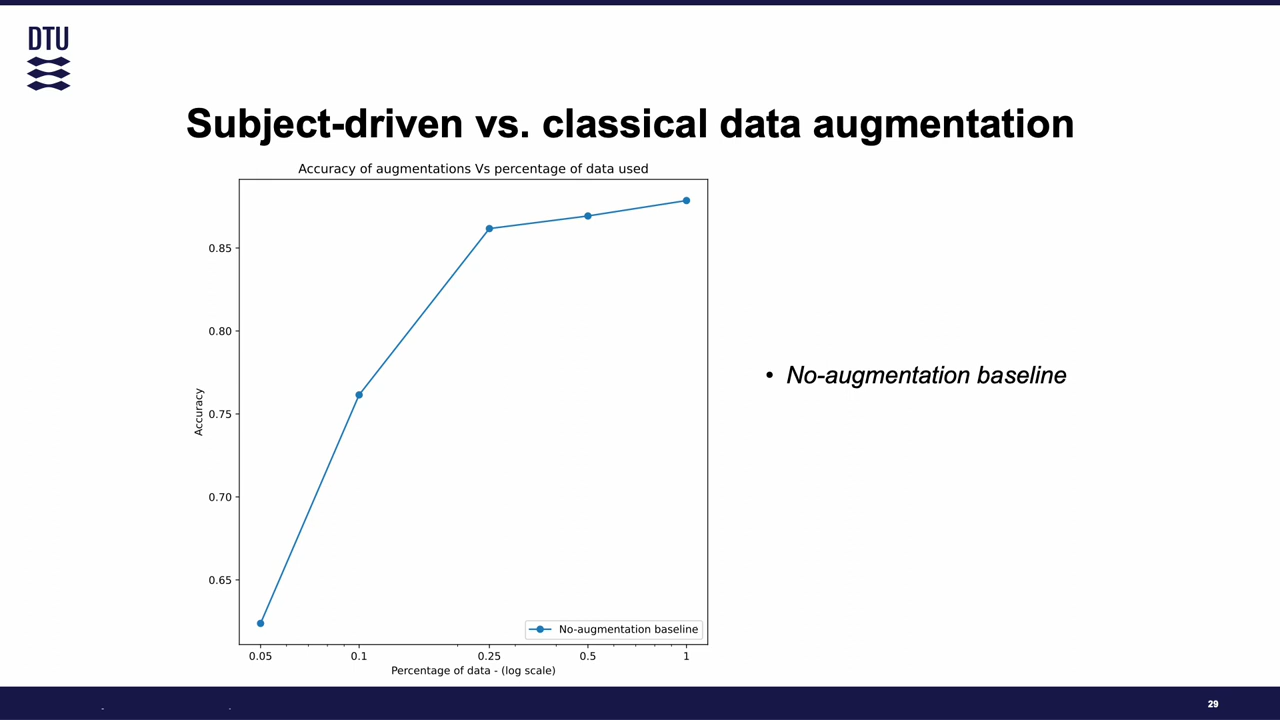 DTU
Subject-driven vs. classical data augmentation
Accuracy of augmentations Vs percentage of data used
0.85
0.80
0.75
0.70
0.65
Accuracy
No-augmentation baseline
0.05 0.1 0.25 0.5 1
Percentage of data - (log scale)
• No-augmentation baseline
29